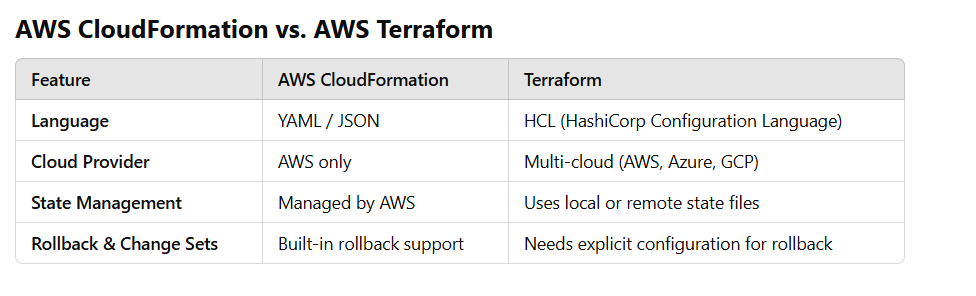 AWS CloudFormation vs. AWS Terraform
Feature AWS CloudFormation Terraform
Language YAML / JSON HCL (HashiCorp Configuration Language)
Cloud Provider AWS only Multi-cloud (AWS, Azure, GCP)
State Management Managed by AWS Uses local or remote state files
Rollback & Change Sets Built-in rollback support Needs explicit configuration for rollback